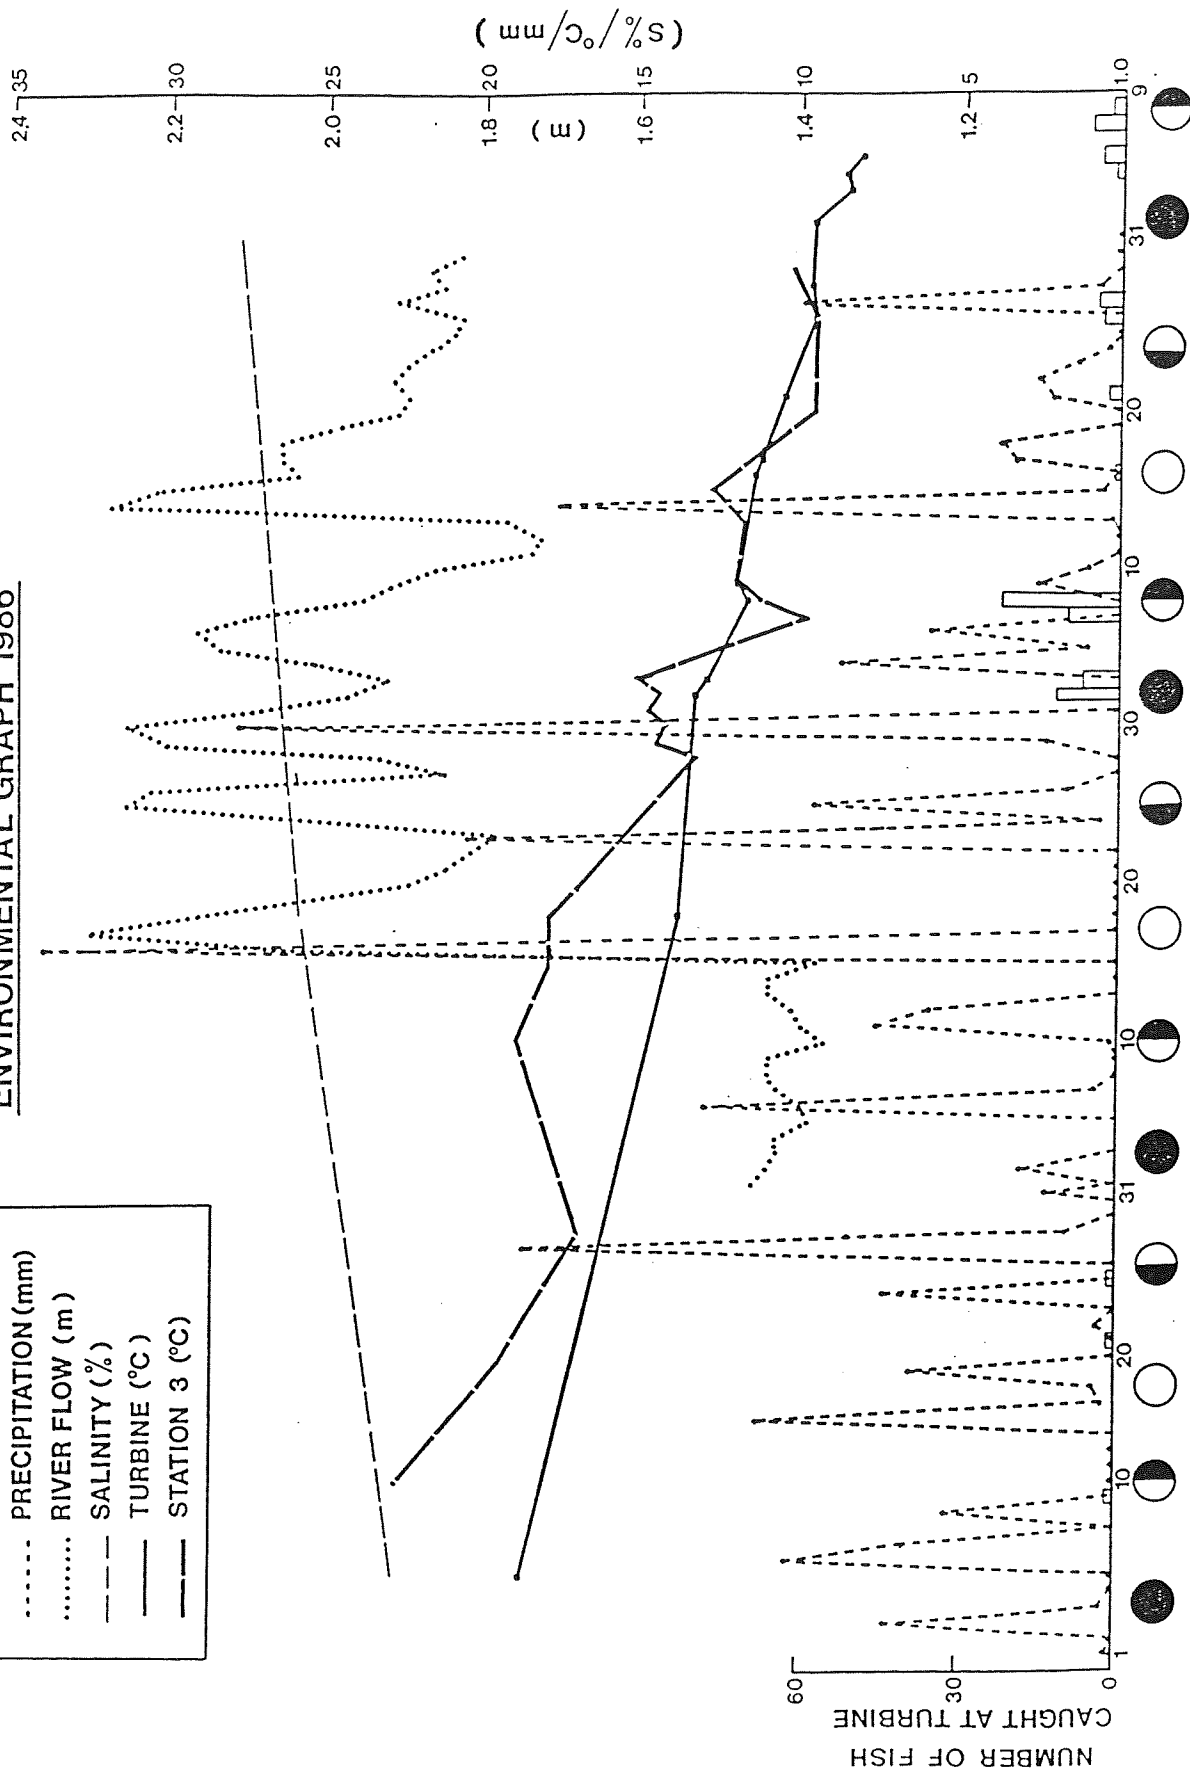 ENVIRONMENTAL GRAPH 1986
PRECIPITATION (mm)
RIVER FLOW (m)
SALINITY (%)
TURBINE (°C)
STATION 3 (°C)
NUMBER OF FISH
CAUGHT AT TURBINE
60
30
0
1
10
20
31
10
20
30
10
20
31
9
2.4 35
2.2 30
2.0 25
1.8 20
1.6 15
1.4 10
1.2 5
1.0
(m)
(S%/°C/mm)